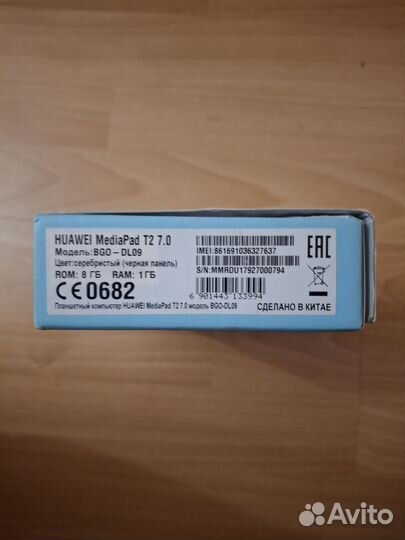 HUAWEI MediaPad T2 7.0
Модель:BGO-DL09
Цвет:серебристый (черная панель)
ROM: 8 ГБ RAM: 1 ГБ
CE0682
IMEI:861691036327637
S/N:MMRDU17927000794
6 901443 133994
EAC
СДЕЛАНО В КИТАЕ
Планшетный компьютер HUAWEI MediaPad T2 7.0 модель BGO-DL09
Avito